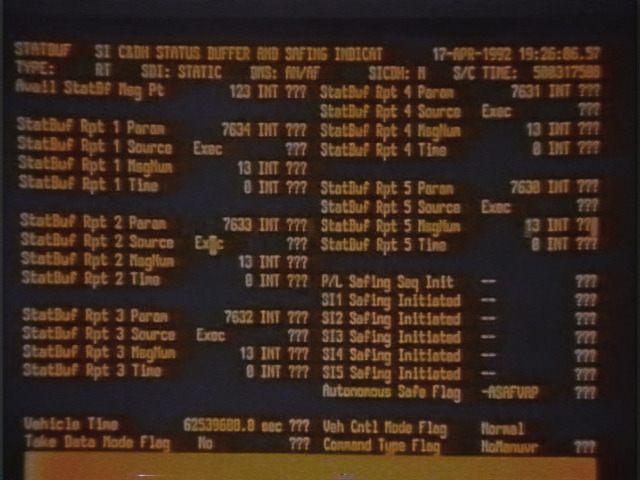 STATBUF SI C&DH STATUS BUFFER AND SAFING INDICAT 17-APR-1992 19:26:06.57
TYPE: RT SDI: STATIC DMS: AN/AF SICDH: M S/C TIME:
Avail StatBf Msg Pt 123 INT ??? StatBuf Rpt 4 Param 7631 INT ???
StatBuf Rpt 4 Source Exec ???
StatBuf Rpt 1 Param 7634 INT ??? StatBuf Rpt 4 MsgNum 13 INT ???
StatBuf Rpt 1 Source Exec ??? StatBuf Rpt 4 Time 0 INT ???
StatBuf Rpt 1 MsgNum 13 INT ???
StatBuf Rpt 1 Time 0 INT ??? StatBuf Rpt 5 Param 7630 INT ???
StatBuf Rpt 5 Source Exec ???
StatBuf Rpt 2 Param 7633 INT ??? StatBuf Rpt 5 MsgNum 13 INT ??
StatBuf Rpt 2 Source Exec ??? StatBuf Rpt 5 Time 0 INT ???
StatBuf Rpt 2 MsgNum 13 INT ???
StatBuf Rpt 2 Time 0 INT ??? P/L Safing Seq Init -- ???
SI1 Safing Initiated -- ???
StatBuf Rpt 3 Param 7632 INT ??? SI2 Safing Initiated -- ???
StatBuf Rpt 3 Source Exec ??? SI3 Safing Initiated -- ???
StatBuf Rpt 3 MsgNum 13 INT ??? SI4 Safing Initiated -- ???
StatBuf Rpt 3 Time 0 INT ??? SI5 Safing Initiated -- ???
Autonomous Safe Flag -ASAFVAP ???
Vehicle Time 62539600.0 sec ??? Veh Cntl Mode Flag Normal
Take Data Mode Flag No ??? Command Type Flag NoManuvr ???